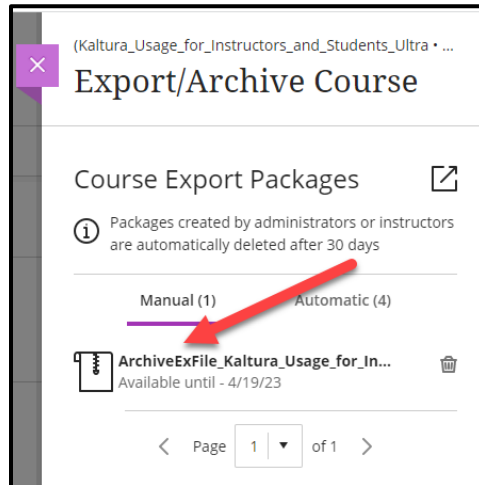 (Kaltura_Usage_for_Instructors_and_Students_Ultra • ...
Export/Archive Course
Course Export Packages
Packages created by administrators or instructors
are automatically deleted after 30 days
Manual (1) Automatic (4)
ArchiveExFile_Kaltura_Usage_for_In...
Available until - 4/19/23
Page 1 of 1